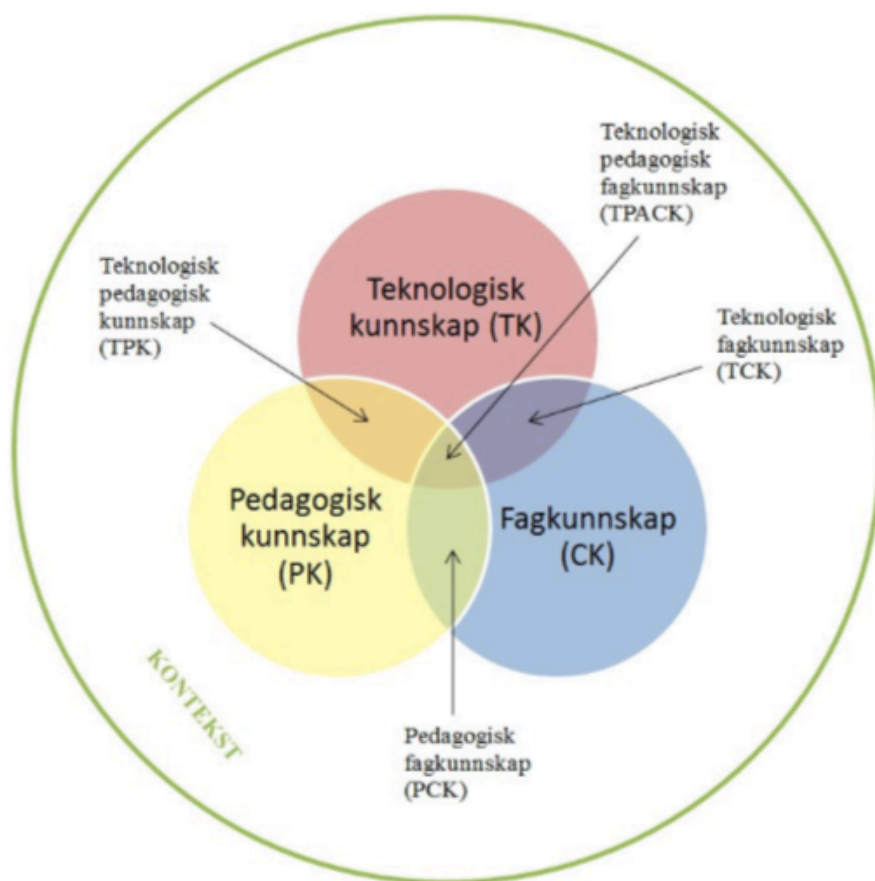 Teknologisk
pedagogisk
fagkunnskap
(TPACK)
Teknologisk
pedagogisk
kunnskap
(TPK)
Teknologisk
kunnskap (TK)
Teknologisk
fagkunnskap
(TCK)
Pedagogisk
kunnskap
(PK)
Fagkunnskap
(CK)
KONTEKST
Pedagogisk
fagkunnskap
(PCK)